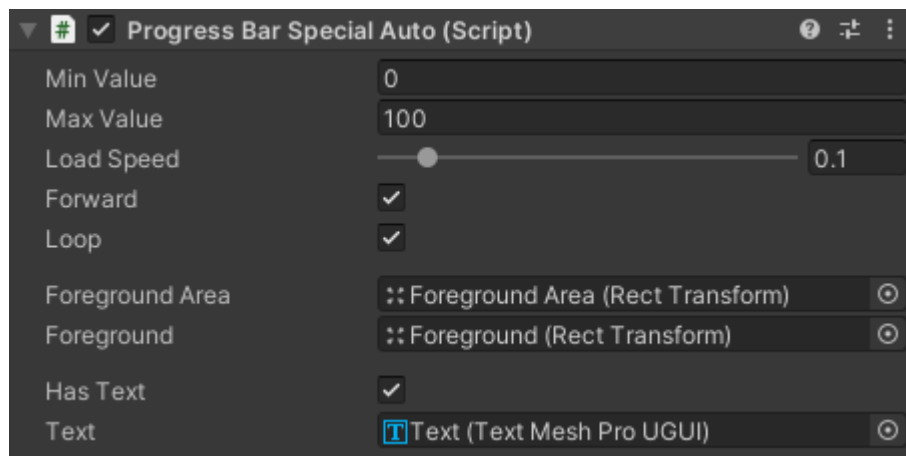 # Progress Bar Special Auto (Script)
Min Value 0
Max Value 100
Load Speed 0.1
Forward
Loop
Foreground Area Foreground Area (Rect Transform)
Foreground Foreground (Rect Transform)
Has Text
Text T Text (Text Mesh Pro UGUI)